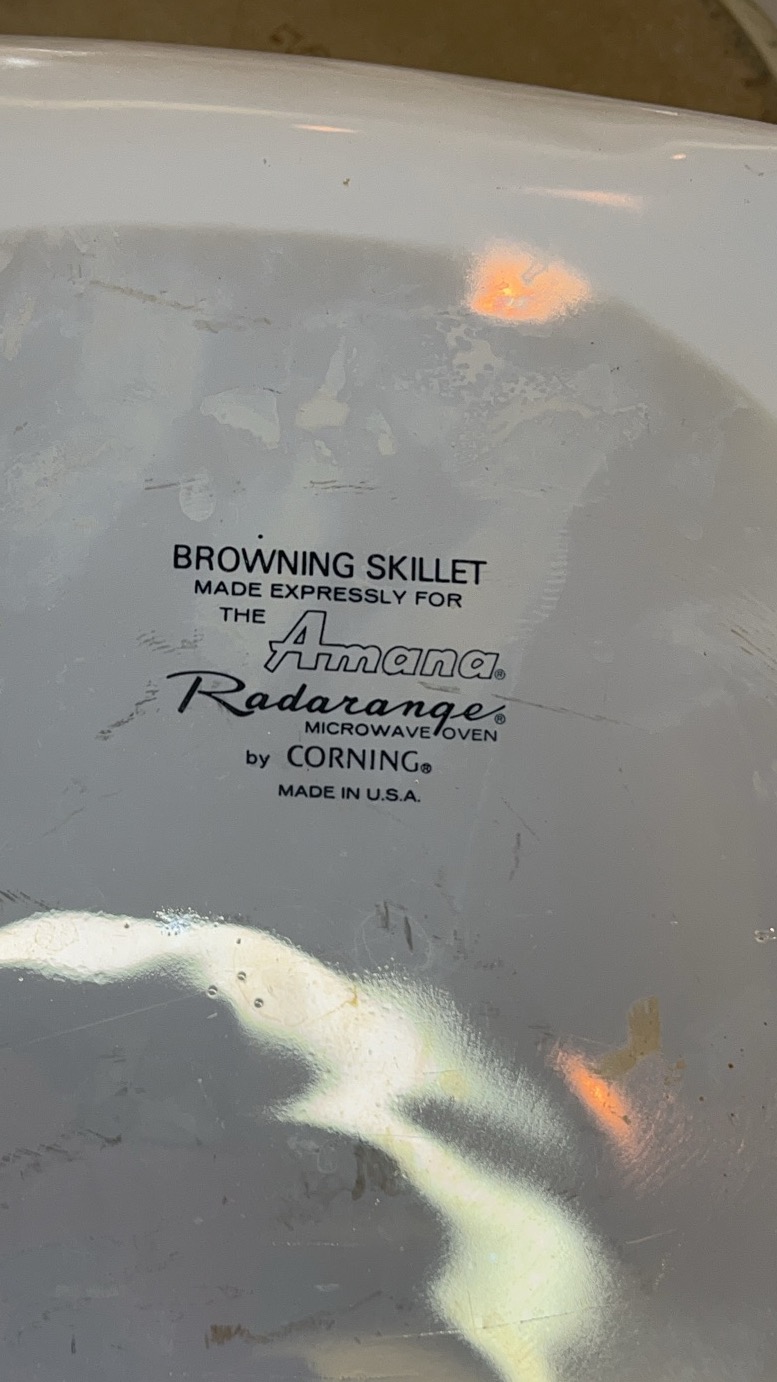 BROWNING SKILLET
MADE EXPRESSLY FOR
THE Amana®
Radarange®
MICROWAVE OVEN
by CORNING®
MADE IN U.S.A.